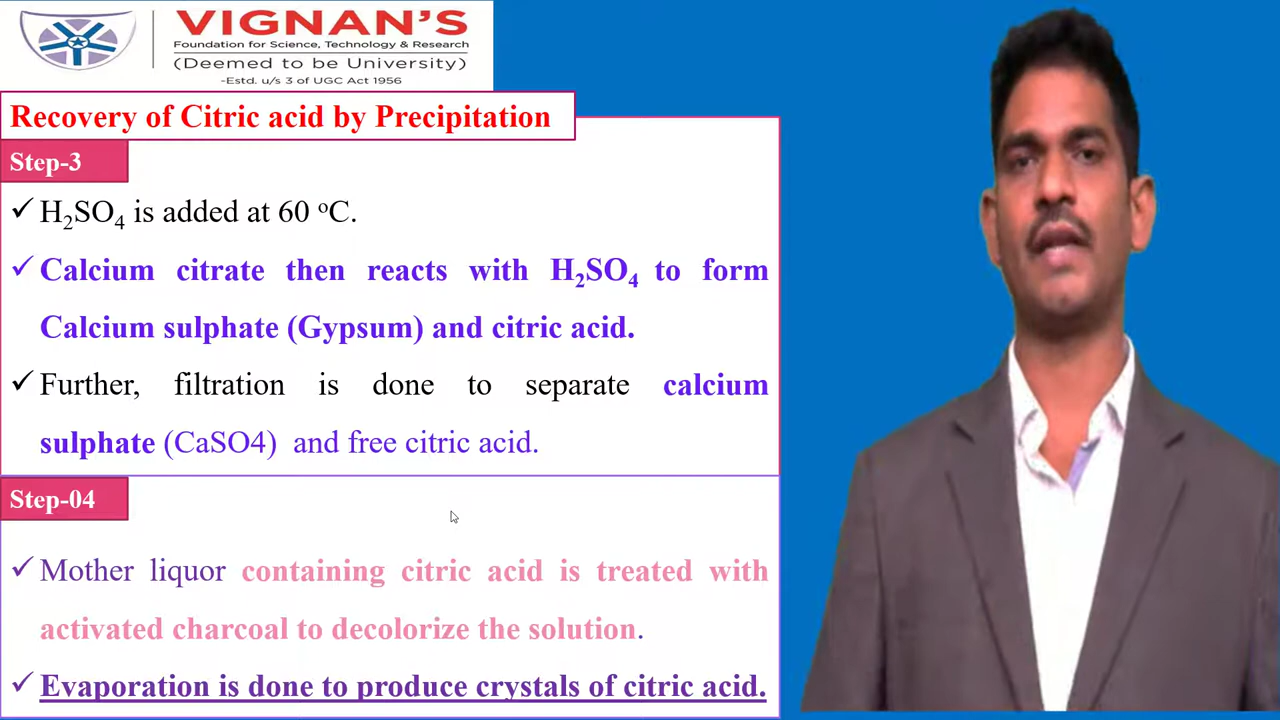 VIGNAN'S
Foundation for Science, Technology & Research
(Deemed to be University)
-Estd. u/s 3 of UGC Act 1956
Recovery of Citric acid by Precipitation
Step-3
✓ H₂SO₄ is added at 60 ºC.
✓ Calcium citrate then reacts with H₂SO₄ to form
Calcium sulphate (Gypsum) and citric acid.
✓ Further, filtration is done to separate calcium
sulphate (CaSO4) and free citric acid.
Step-04
✓ Mother liquor containing citric acid is treated with
activated charcoal to decolorize the solution.
✓ Evaporation is done to produce crystals of citric acid.